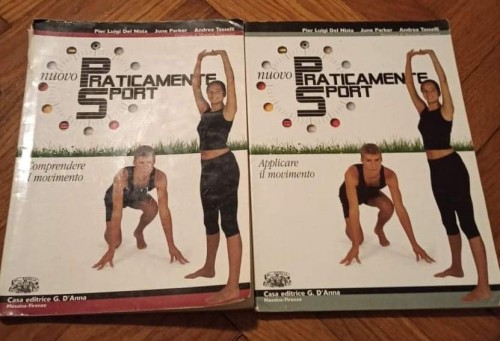 Pier Luigi Del Nista June Parker Andrea Tasselli
nuovo
PRATICAMENTE
SPORT
Comprendere
il movimento
Casa editrice G. D'Anna
Messina-Firenze
Pier Luigi Del Nista June Parker Andrea Tasselli
nuovo
PRATICAMENTE
SPORT
Applicare
il movimento
Casa editrice G. D'Anna
Messina-Firenze